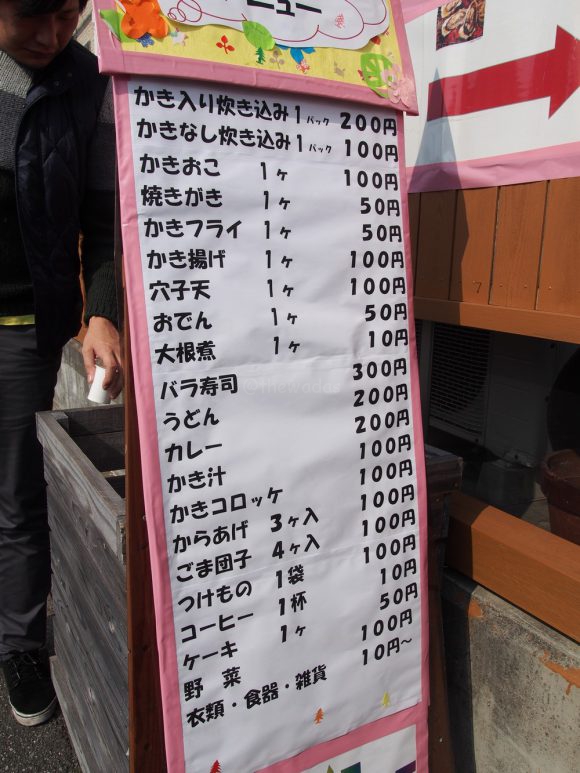 ニュー
かき入り炊き込み 1パック 200円
かきなし炊き込み 1パック 100円
かきおこ 1ヶ 100円
焼きがき 1ヶ 50円
かきフライ 1ヶ 50円
かき揚げ 1ヶ 100円
穴子天 1ヶ 100円
おでん 1ヶ 50円
大根煮 1ヶ 10円
バラ寿司 300円
うどん 200円
カレー 200円
かき汁 100円
かきコロッケ 100円
からあげ 3ヶ入 100円
ごま団子 4ヶ入 100円
つけもの 1袋 100円
コーヒー 1杯 10円
ケーキ 1ヶ 50円
野菜 100円
衣類・食器・雑貨 10円~